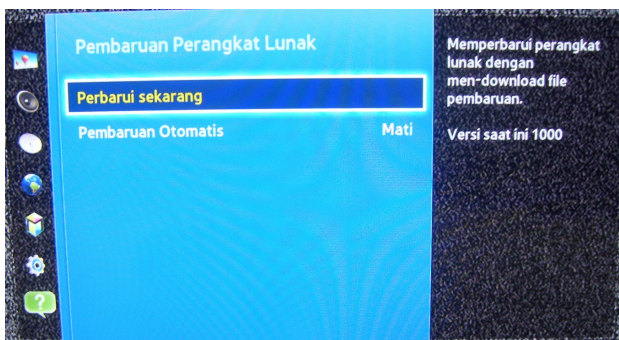 Pembaruan Perangkat Lunak
Perbarui sekarang
Pembaruan Otomatis Mati
Memperbarui perangkat
lunak dengan
men-download file
pembaruan.
Versi saat ini 1000
?